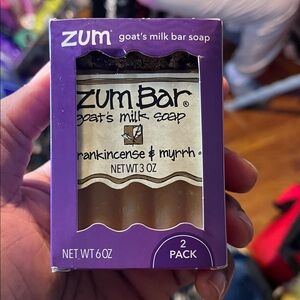 zum® goat's milk bar soap
Zum Bar®
goat's milk soap
frankincense & myrrh
NET WT 3 OZ
NET WT 6 OZ
2
PACK